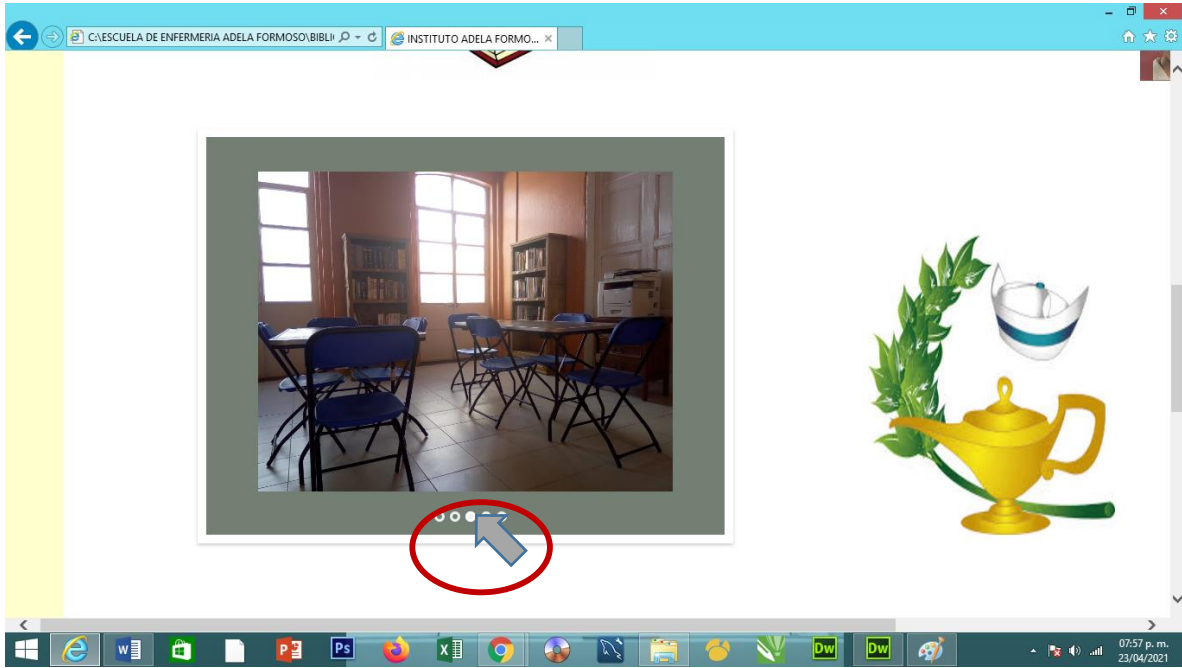 C:\ESCUELA DE ENFERMERIA ADELA FORMOSO\BIBLI
INSTITUTO ADELA FORMO...
07:57 p. m.
23/04/2021